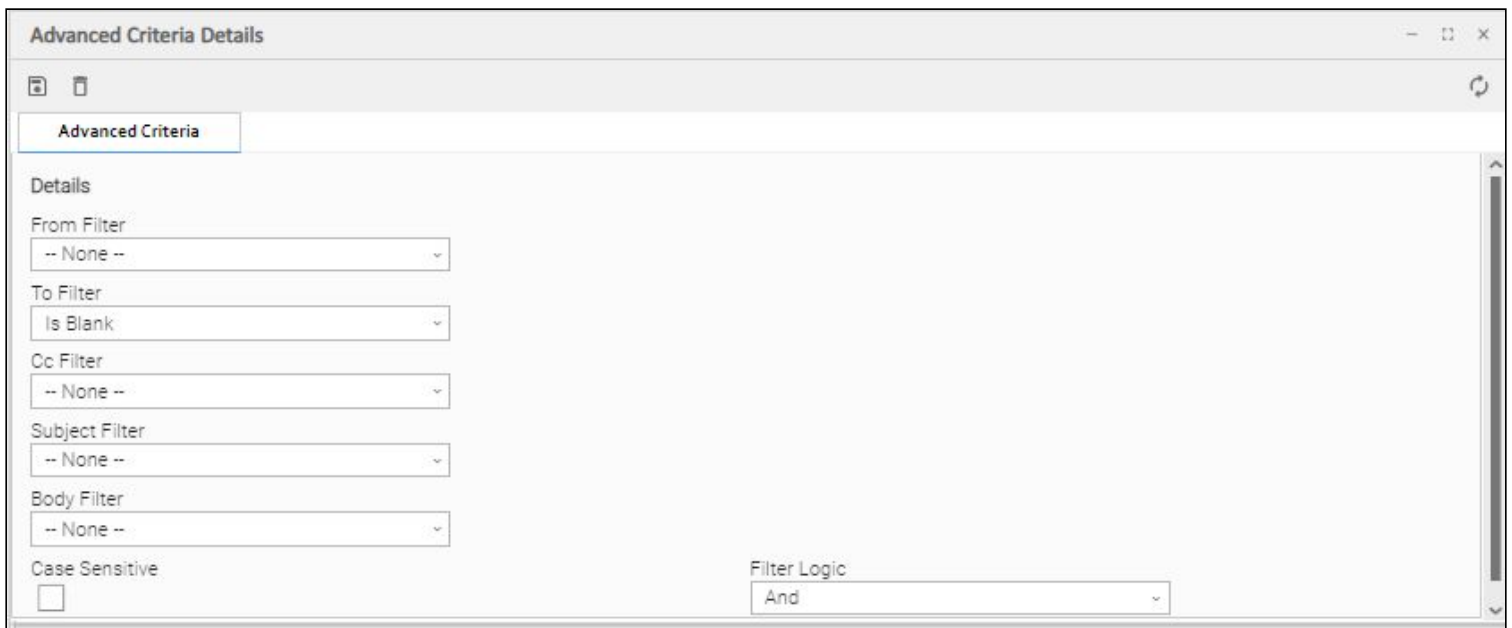 Advanced Criteria Details
Advanced Criteria
Details
From Filter
-- None --
To Filter
Is Blank
Cc Filter
-- None --
Subject Filter
-- None --
Body Filter
-- None --
Case Sensitive
Filter Logic
And